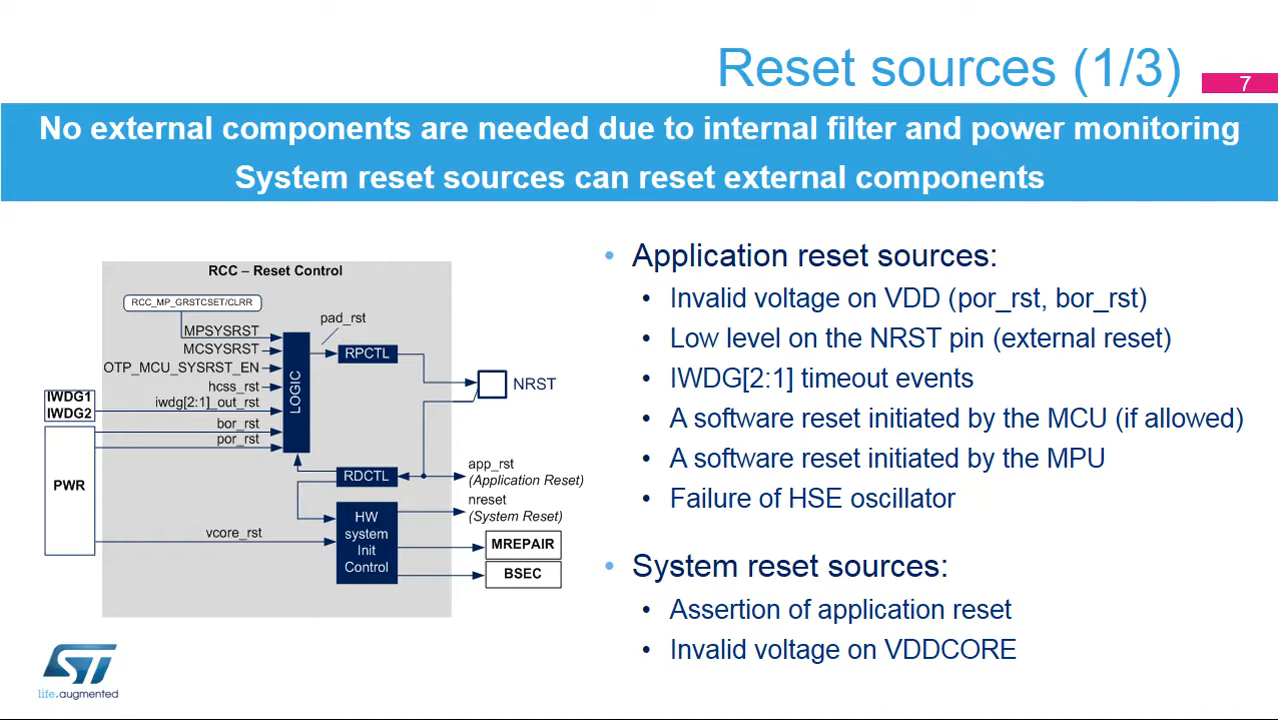 Reset sources (1/3)
7
No external components are needed due to internal filter and power monitoring
System reset sources can reset external components
RCC – Reset Control
RCC_MP_GRSTCSET/CLRR
MPSYSRST
MCSYSRST
OTP_MCU_SYSRST_EN
hcss_rst
iwdg[2:1]_out_rst
bor_rst
por_rst
IWDG1
IWDG2
PWR
LOGIC
pad_rst
RPCTL
NRST
RDCTL
app_rst
(Application Reset)
nreset
(System Reset)
vcore_rst
HW
system
Init
Control
MREPAIR
BSEC
• Application reset sources:
• Invalid voltage on VDD (por_rst, bor_rst)
• Low level on the NRST pin (external reset)
• IWDG[2:1] timeout events
• A software reset initiated by the MCU (if allowed)
• A software reset initiated by the MPU
• Failure of HSE oscillator
• System reset sources:
• Assertion of application reset
• Invalid voltage on VDDCORE
ST
life.augmented